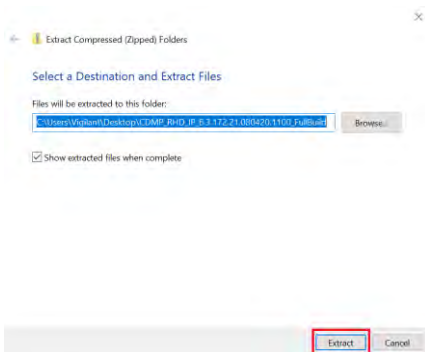 Extract Compressed (Zipped) Folders
Select a Destination and Extract Files
Files will be extracted to this folder:
C:\Users\Vigilant\Desktop\CDMP_RHD_IP_6.3.172.21.080420.1100_FullBuild
Browse...
Show extracted files when complete
Extract
Cancel